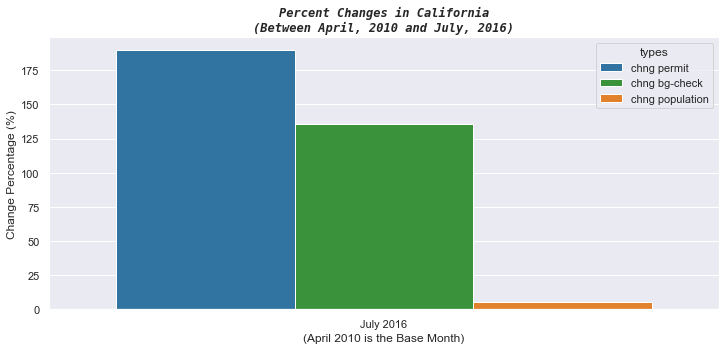 Percent Changes in California
(Between April, 2010 and July, 2016)
types
chng permit
chng bg-check
chng population
Change Percentage (%)
175
150
125
100
75
50
25
0
July 2016
(April 2010 is the Base Month)